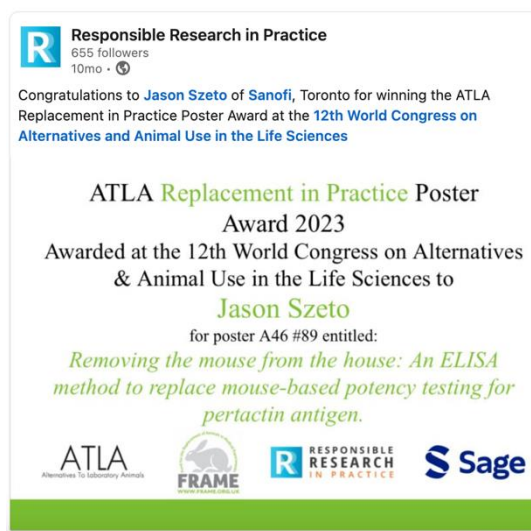 Responsible Research in Practice
655 followers
10mo •
Congratulations to Jason Szeto of Sanofi, Toronto for winning the ATLA
Replacement in Practice Poster Award at the 12th World Congress on
Alternatives and Animal Use in the Life Sciences
ATLA Replacement in Practice Poster
Award 2023
Awarded at the 12th World Congress on Alternatives
& Animal Use in the Life Sciences to
Jason Szeto
for poster A46 #89 entitled:
Removing the mouse from the house: An ELISA
method to replace mouse-based potency testing for
pertactin antigen.
ATLA
Alternatives To Laboratory Animals
FRAME
WWW.FRAME.ORG.UK
R
RESPONSIBLE
RESEARCH
IN PRACTICE
Sage